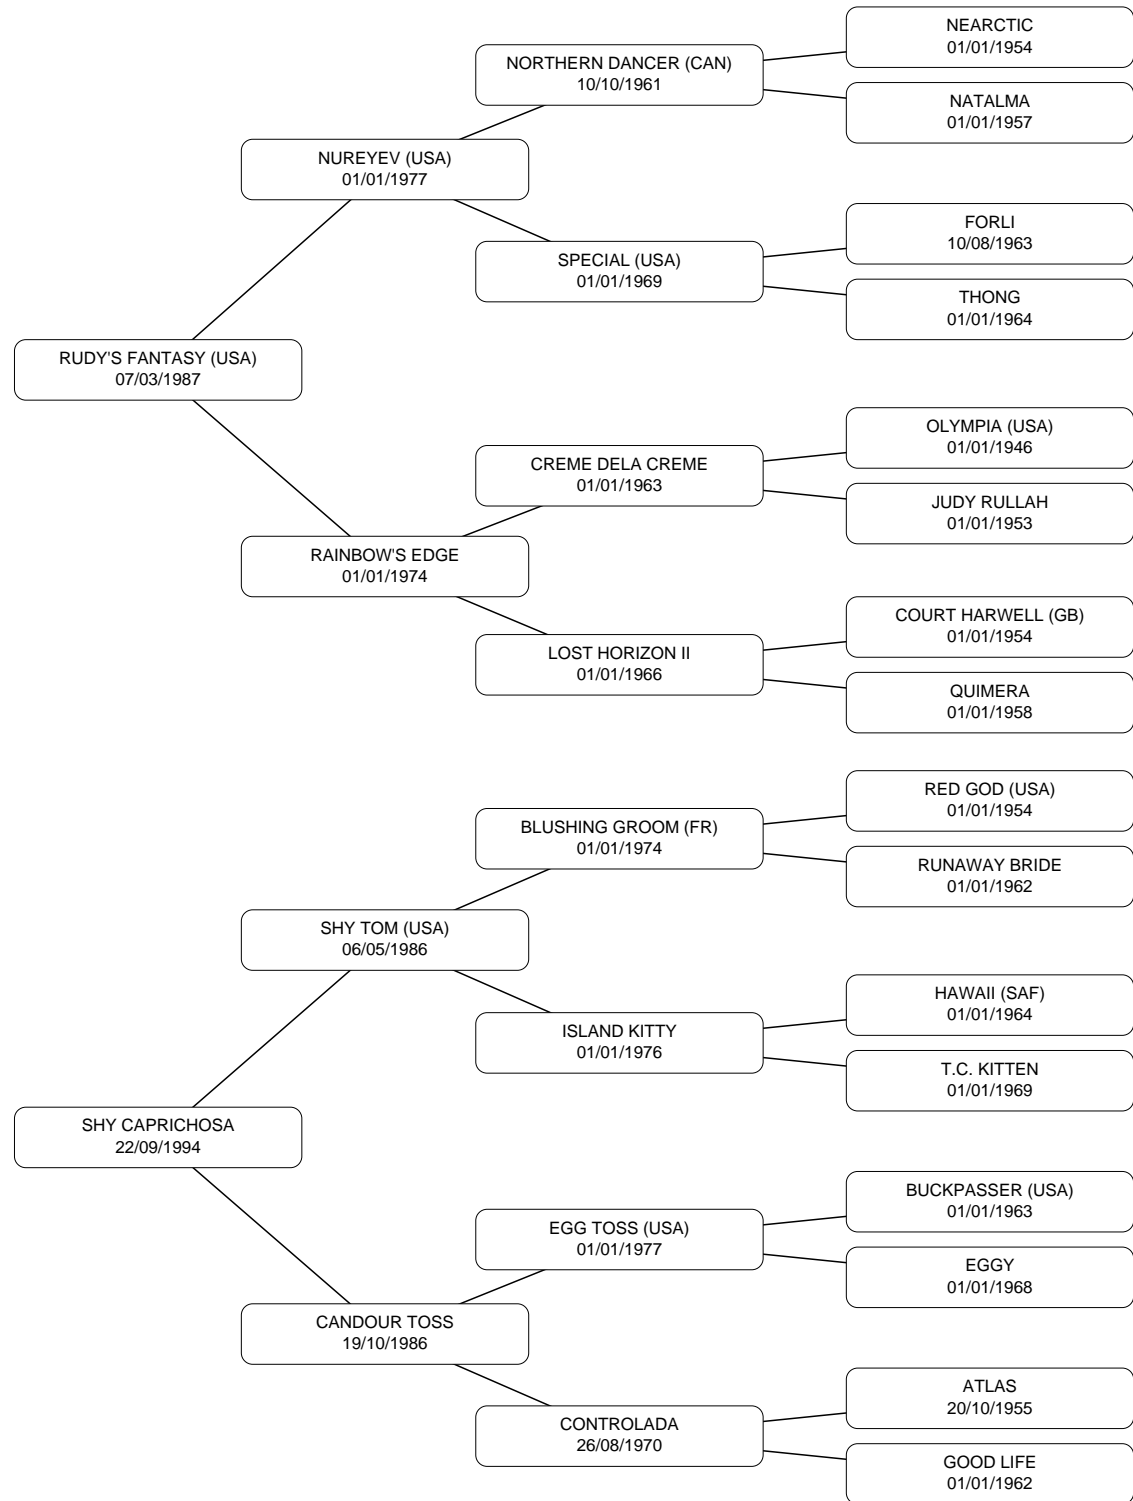 NEARCTIC
01/01/1954
NORTHERN DANCER (CAN)
10/10/1961
NATALMA
01/01/1957
NUREYEV (USA)
01/01/1977
FORLI
10/08/1963
SPECIAL (USA)
01/01/1969
THONG
01/01/1964
RUDY'S FANTASY (USA)
07/03/1987
OLYMPIA (USA)
01/01/1946
CREME DELA CREME
01/01/1963
JUDY RULLAH
01/01/1953
RAINBOW'S EDGE
01/01/1974
COURT HARWELL (GB)
01/01/1954
LOST HORIZON II
01/01/1966
QUIMERA
01/01/1958
RED GOD (USA)
01/01/1954
BLUSHING GROOM (FR)
01/01/1974
RUNAWAY BRIDE
01/01/1962
SHY TOM (USA)
06/05/1986
HAWAII (SAF)
01/01/1964
ISLAND KITTY
01/01/1976
T.C. KITTEN
01/01/1969
SHY CAPRICHOSA
22/09/1994
BUCKPASSER (USA)
01/01/1963
EGG TOSS (USA)
01/01/1977
EGGY
01/01/1968
CANDOUR TOSS
19/10/1986
ATLAS
20/10/1955
CONTROLADA
26/08/1970
GOOD LIFE
01/01/1962